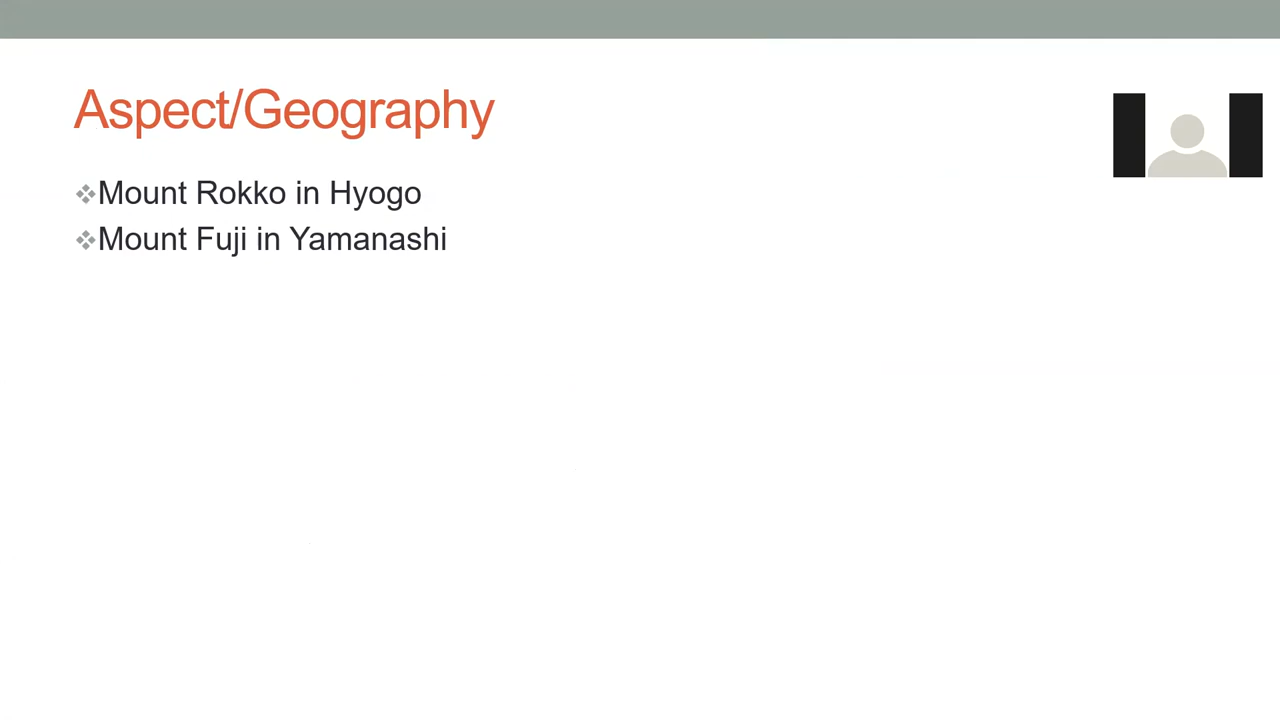 Aspect/Geography
❖Mount Rokko in Hyogo
❖Mount Fuji in Yamanashi